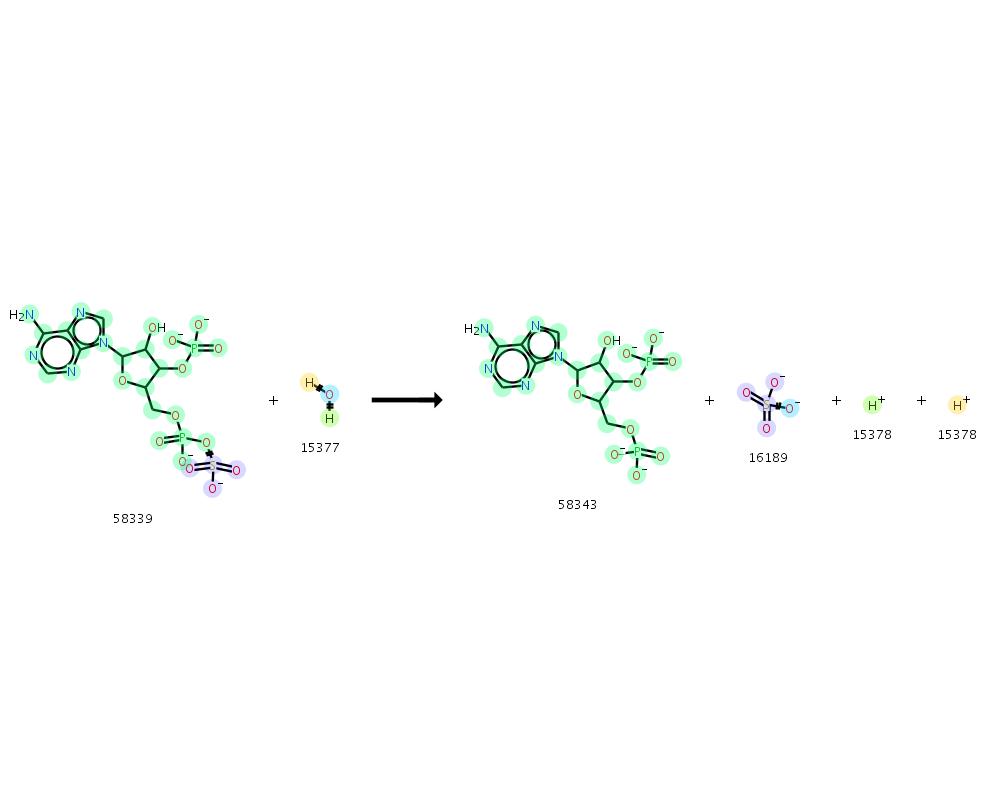 H2N N N N N O OH O P O− O− O O P O O− O S O O O−
58339
+
H O H
15377
H2N N N N N O OH O P O− O− O O P O− O O−
58343
+
O S O− O− O
16189
+
H+
15378
+
H+
15378